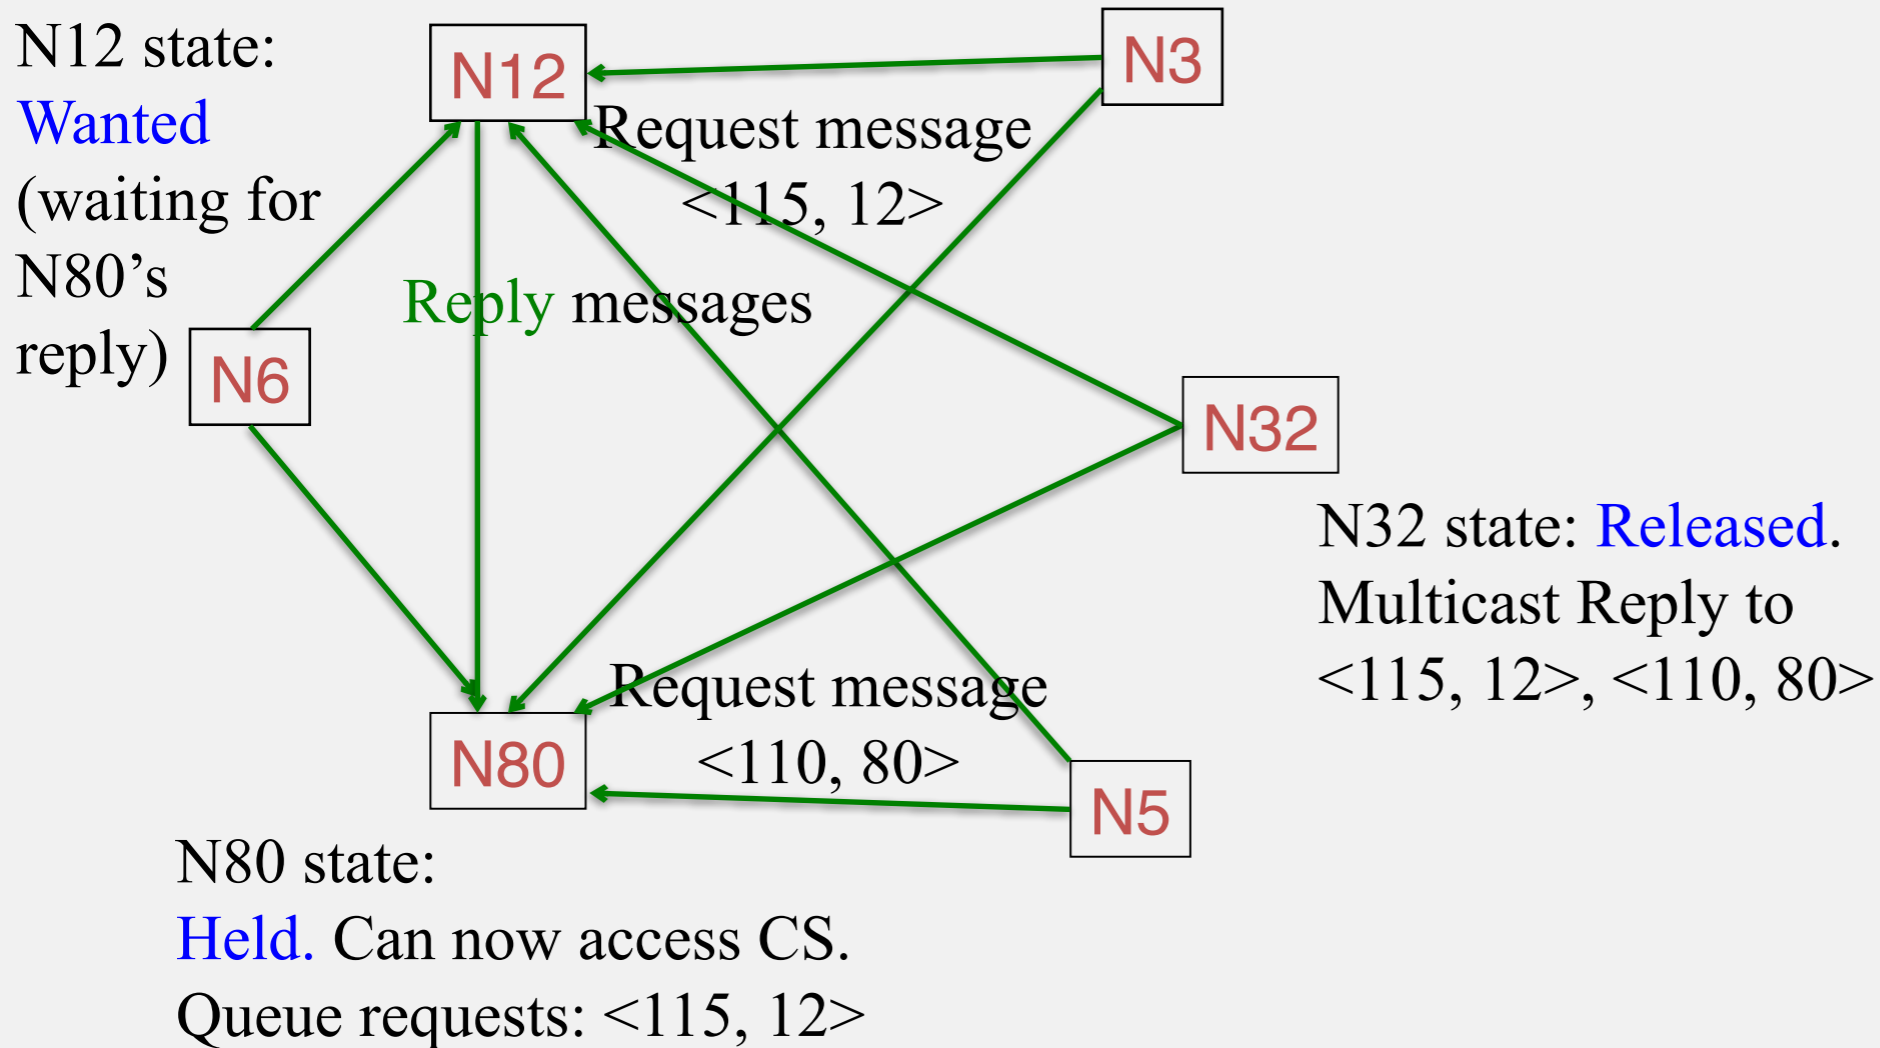 N12 state:
Wanted
(waiting for
N80’s
reply)
N12
N3
Request message
<115, 12>
Reply messages
N6
N32
N32 state: Released.
Multicast Reply to
<115, 12>, <110, 80>
Request message
<110, 80>
N80
N5
N80 state:
Held. Can now access CS.
Queue requests: <115, 12>